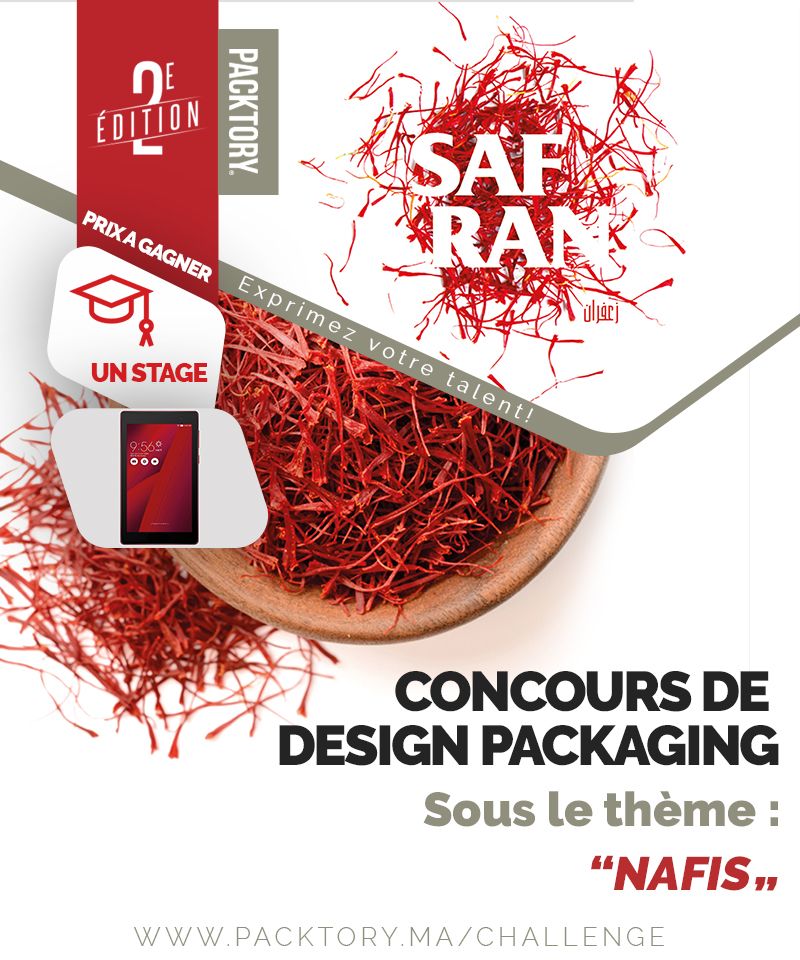 2E
ÉDITION
PACKTORY®
SAF
RAN
زعفران
PRIX A GAGNER
UN STAGE
Exprimez votre talent!
9:56
CONCOURS DE
DESIGN PACKAGING
Sous le thème :
“NAFIS„
WWW.PACKTORY.MA/CHALLENGE